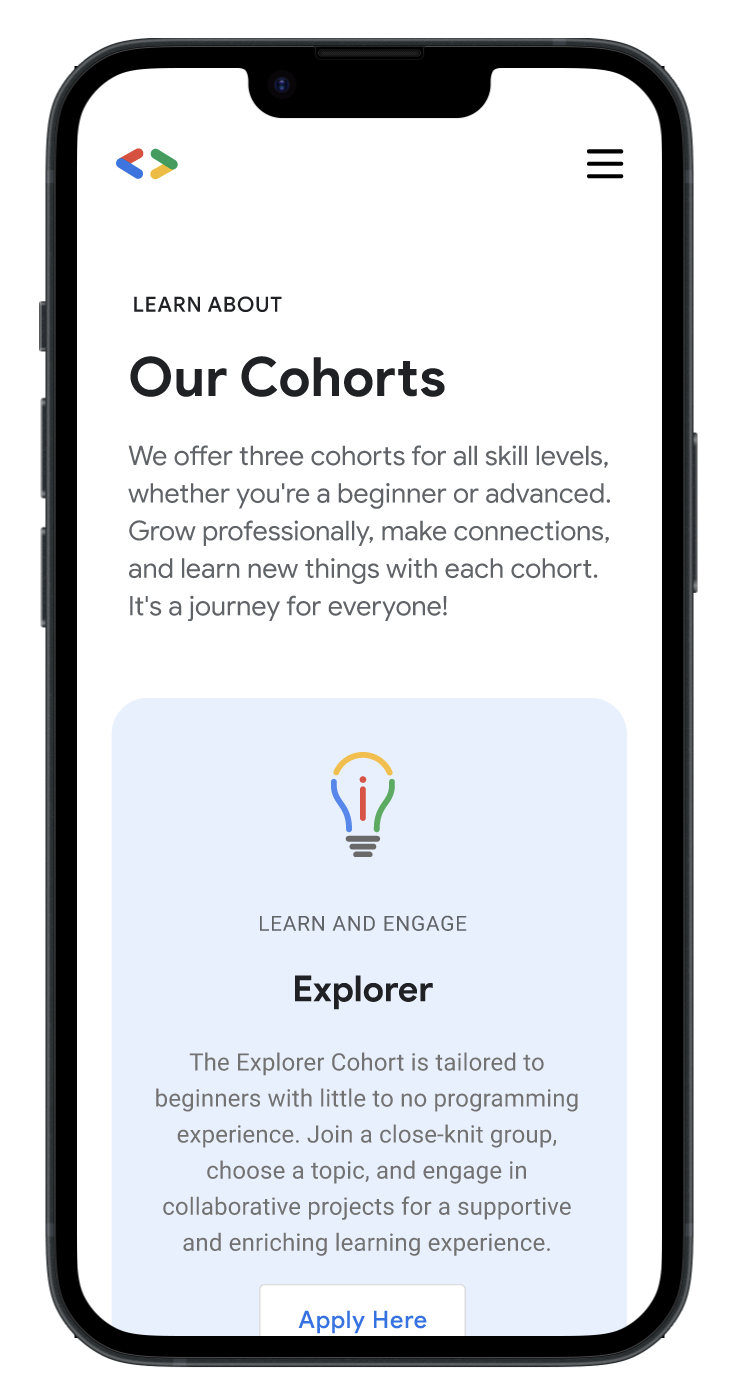 LEARN ABOUT
Our Cohorts
We offer three cohorts for all skill levels,
whether you're a beginner or advanced.
Grow professionally, make connections,
and learn new things with each cohort.
It's a journey for everyone!
LEARN AND ENGAGE
Explorer
The Explorer Cohort is tailored to
beginners with little to no programming
experience. Join a close-knit group,
choose a topic, and engage in
collaborative projects for a supportive
and enriching learning experience.
Apply Here